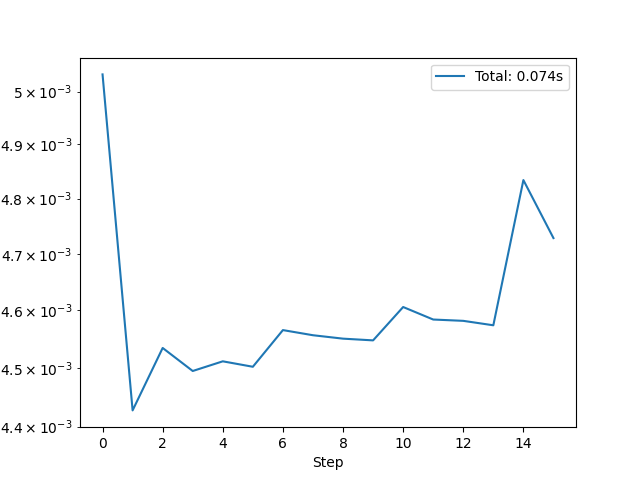 Total: 0.074s
5 × 10⁻³
4.9 × 10⁻³
4.8 × 10⁻³
4.7 × 10⁻³
4.6 × 10⁻³
4.5 × 10⁻³
4.4 × 10⁻³
0 2 4 6 8 10 12 14
Step